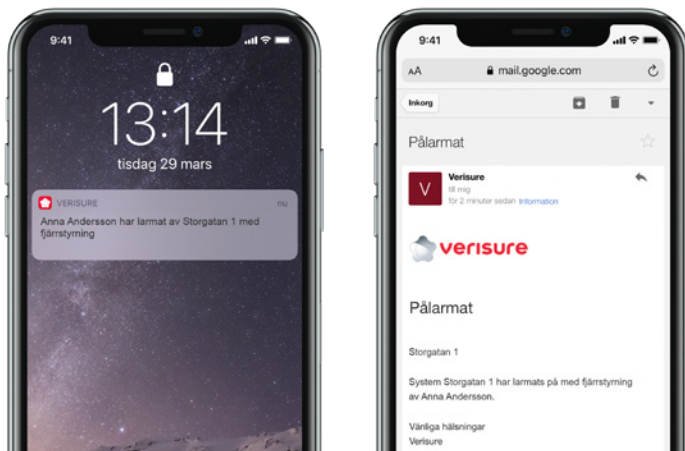 9:41
13:14
tisdag 29 mars
VERISURE
nu
Anna Andersson har larmat av Storgatan 1 med
fjärrstyrning
9:41
AA
mail.google.com
Inkorg
Pålarmat
V
Verisure
till mig
för 2 minuter sedan Information
verisure
Pålarmat
Storgatan 1
System Storgatan 1 har larmats på med fjärrstyrning
av Anna Andersson.
Vänliga hälsningar
Verisure